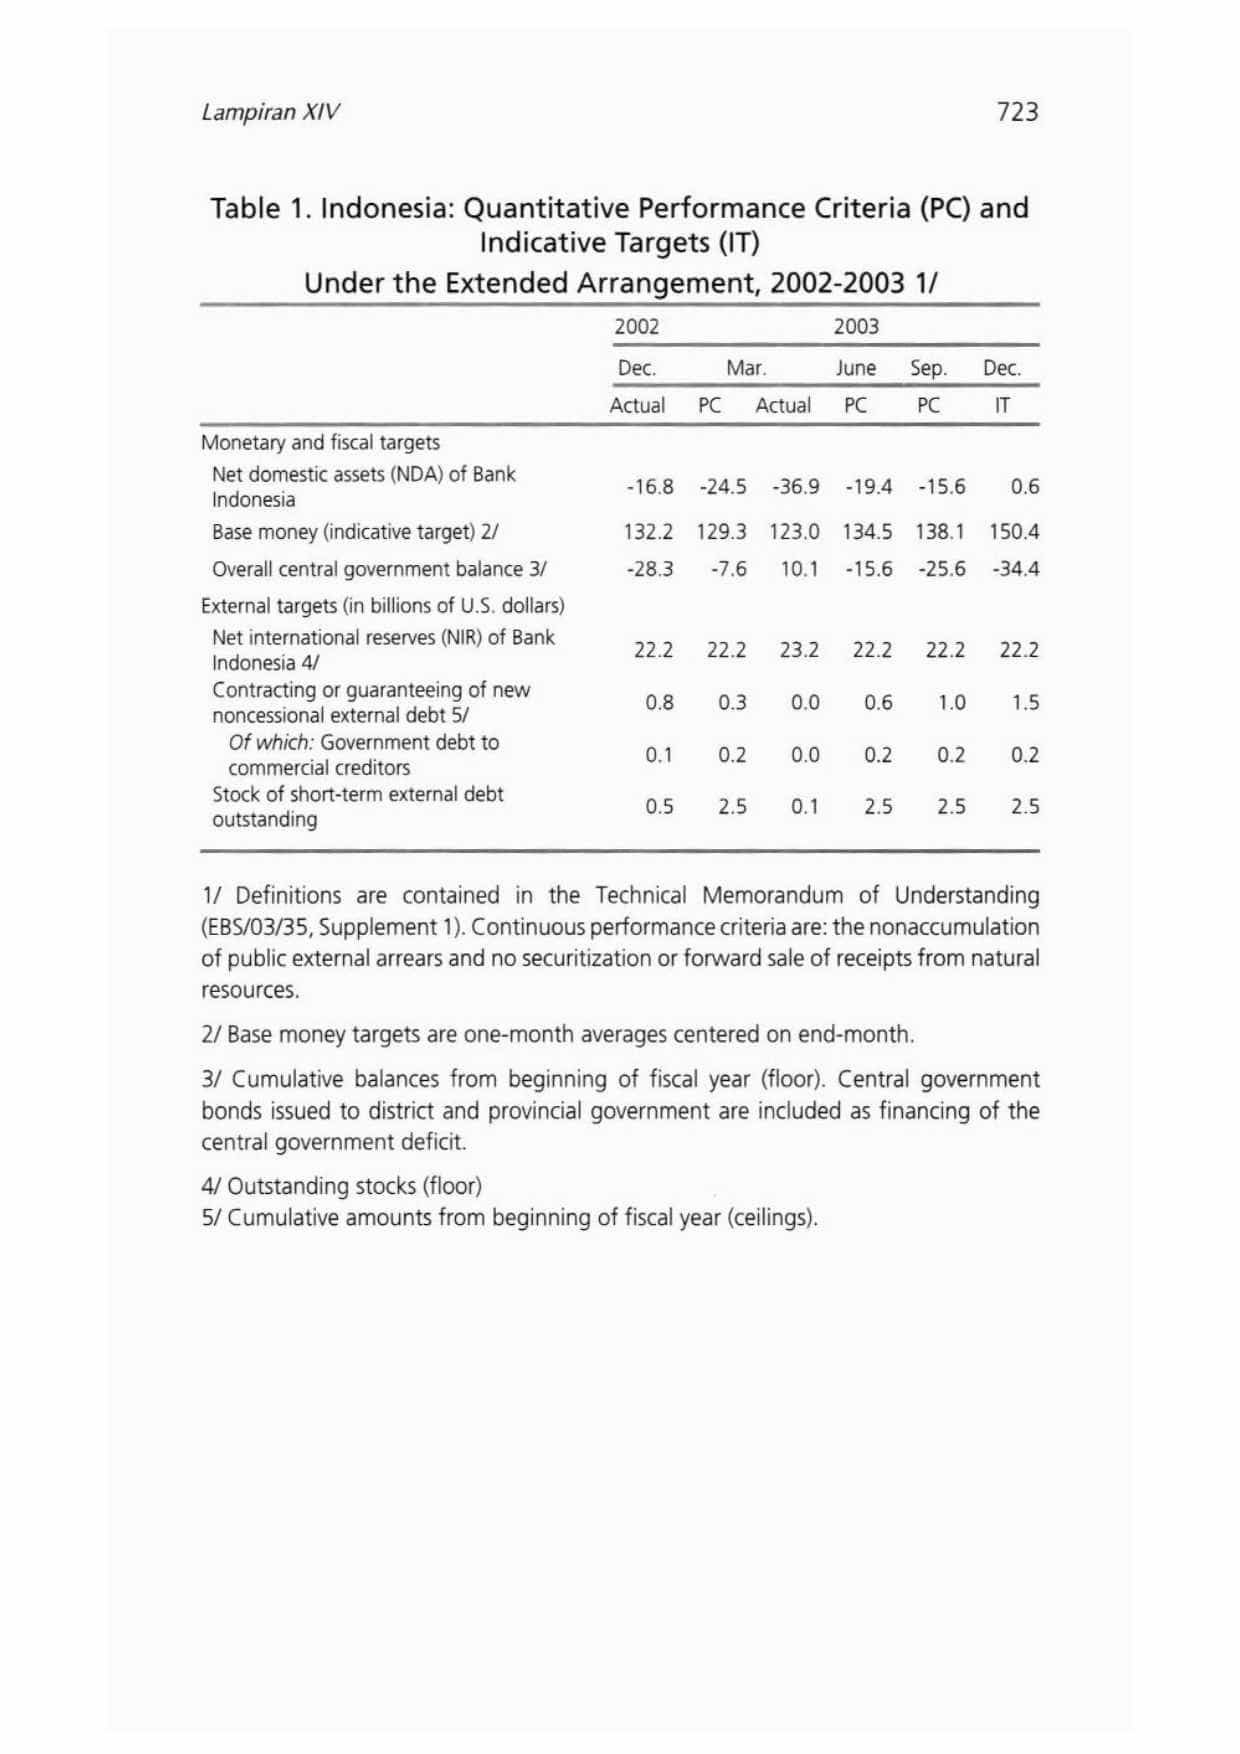 Lampiran XIV 723
Table 1. Indonesia: Quantitative Performance Criteria (PC) and
Indicative Targets (IT)
Under the Extended Arrangement, 2002-2003 1/
2002 2003
Dec. Mar. June Sep. Dec.
Actual PC Actual PC PC IT
Monetary and fiscal targets
Net domestic assets (NDA) of Bank
Indonesia -16.8 -24.5 -36.9 -19.4 -15.6 0.6
Base money (indicative target) 2/ 132.2 129.3 123.0 134.5 138.1 150.4
Overall central government balance 3/ -28.3 -7.6 10.1 -15.6 -25.6 -34.4
External targets (in billions of U.S. dollars)
Net international reserves (NIR) of Bank
Indonesia 4/ 22.2 22.2 23.2 22.2 22.2 22.2
Contracting or guaranteeing of new
noncessional external debt 5/ 0.8 0.3 0.0 0.6 1.0 1.5
Of which: Government debt to
commercial creditors 0.1 0.2 0.0 0.2 0.2 0.2
Stock of short-term external debt
outstanding 0.5 2.5 0.1 2.5 2.5 2.5
1/ Definitions are contained in the Technical Memorandum of Understanding
(EBS/03/35, Supplement 1). Continuous performance criteria are: the nonaccumulation
of public external arrears and no securitization or forward sale of receipts from natural
resources.
2/ Base money targets are one-month averages centered on end-month.
3/ Cumulative balances from beginning of fiscal year (floor). Central government
bonds issued to district and provincial government are included as financing of the
central government deficit.
4/ Outstanding stocks (floor)
5/ Cumulative amounts from beginning of fiscal year (ceilings).